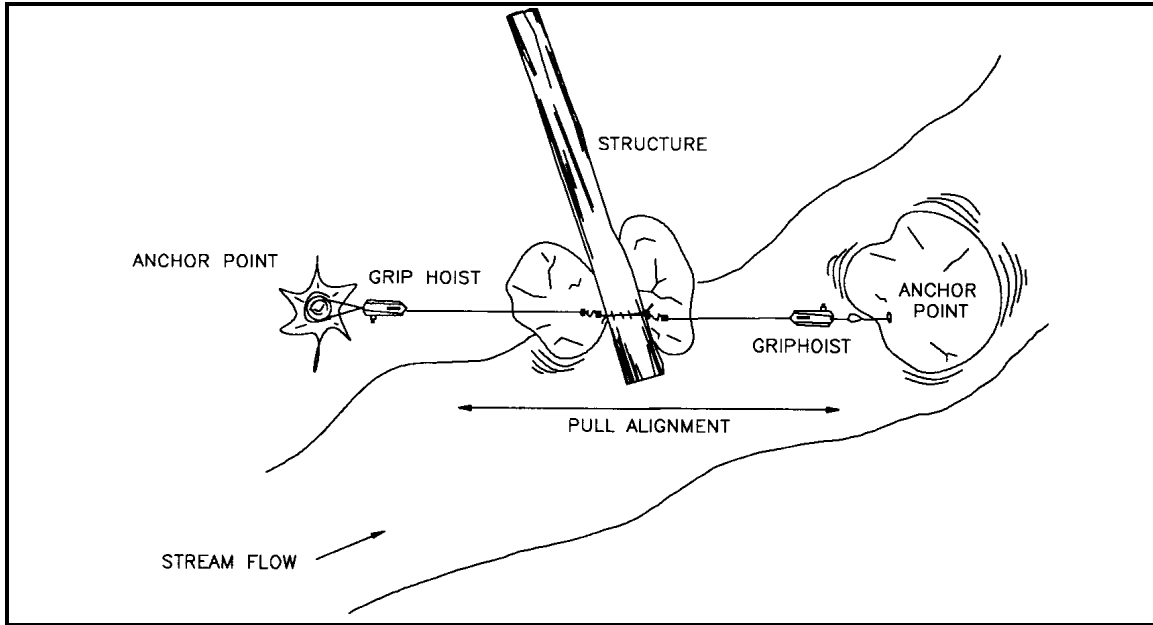 STRUCTURE
ANCHOR POINT
GRIP HOIST
ANCHOR
POINT
GRIPHOIST
PULL ALIGNMENT
STREAM FLOW